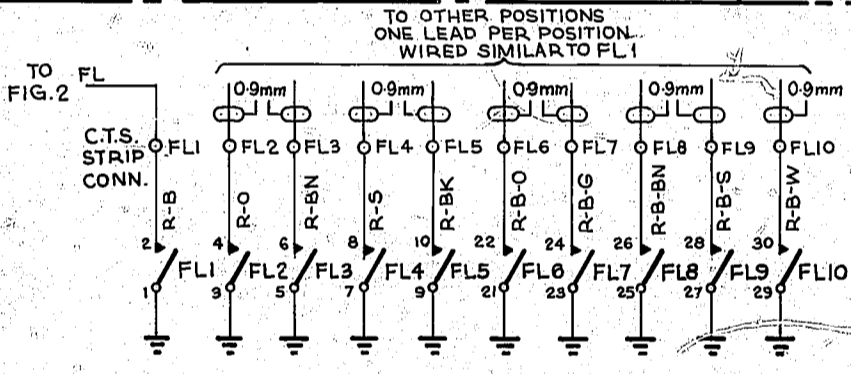 TO OTHER POSITIONS
ONE LEAD PER POSITION
WIRED SIMILAR TO FL1
TO FL
FIG.2
0.9mm 0.9mm 0.9mm 0.9mm 0.9mm
C.T.S.
STRIP
CONN.
FL1 FL2 FL3 FL4 FL5 FL6 FL7 FL8 FL9 FL10
R-B R-O R-BN R-S R-BK R-B-O R-B-G R-B-BN R-B-S R-B-W
2 4 6 8 10 22 24 26 28 30
FL1 FL2 FL3 FL4 FL5 FL6 FL7 FL8 FL9 FL10
1 3 5 7 9 21 23 25 27 29